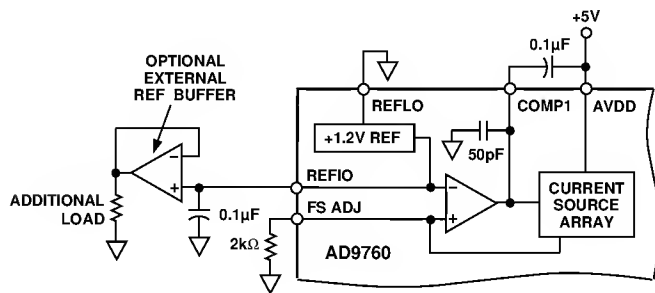 +5V
0.1µF
OPTIONAL
EXTERNAL
REF BUFFER
REFLO
COMP1
AVDD
+1.2V REF
50pF
−
+
REFIO
ADDITIONAL
LOAD
0.1µF
FS ADJ
−
+
CURRENT
SOURCE
ARRAY
2kΩ
AD9760